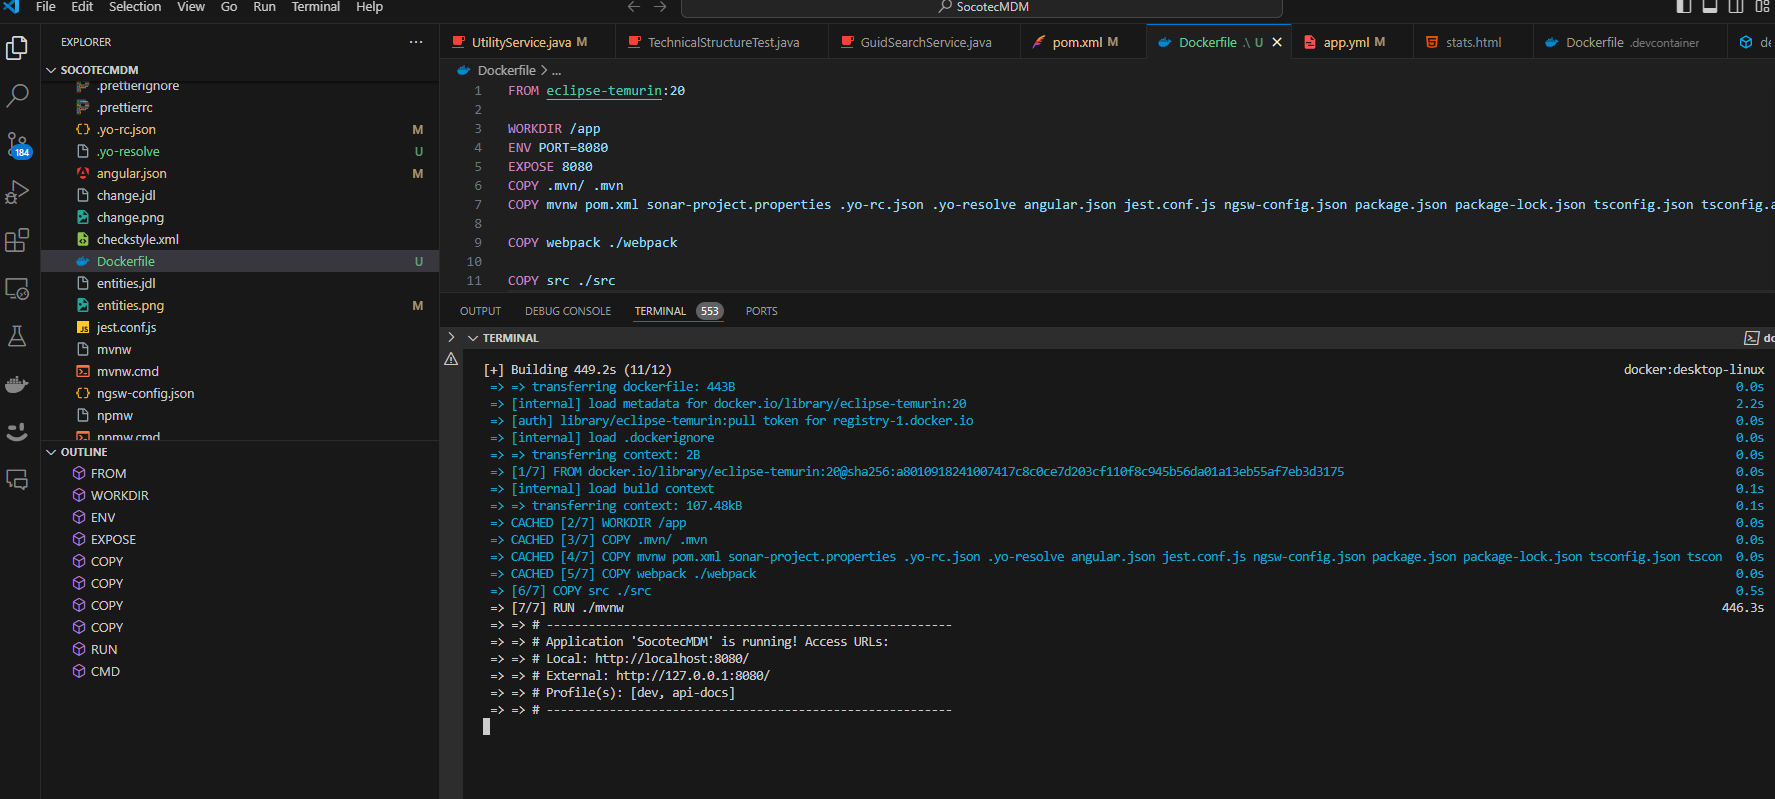 File Edit Selection View Go Run Terminal Help
SocotecMDM
EXPLORER
SOCOTECMDM
.prettierignore
.prettierrc
.yo-rc.json M
.yo-resolve U
angular.json M
change.jdl
change.png
checkstyle.xml
Dockerfile U
entities.jdl
entities.png M
jest.conf.js
mvnw
mvnw.cmd
ngsw-config.json
npmw
npmw.cmd
184
OUTLINE
FROM
WORKDIR
ENV
EXPOSE
COPY
COPY
COPY
COPY
RUN
CMD
UtilityService.java M TechnicalStructureTest.java GuidSearchService.java pom.xml M Dockerfile .\ U app.yml M stats.html Dockerfile .devcontainer de
Dockerfile > ...
1 FROM eclipse-temurin:20
2
3 WORKDIR /app
4 ENV PORT=8080
5 EXPOSE 8080
6 COPY .mvn/ .mvn
7 COPY mvnw pom.xml sonar-project.properties .yo-rc.json .yo-resolve angular.json jest.conf.js ngsw-config.json package.json package-lock.json tsconfig.json tsconfig.a
8
9 COPY webpack ./webpack
10
11 COPY src ./src
OUTPUT DEBUG CONSOLE TERMINAL 553 PORTS
TERMINAL
do
[+] Building 449.2s (11/12) docker:desktop-linux
=> => transferring dockerfile: 443B 0.0s
=> [internal] load metadata for docker.io/library/eclipse-temurin:20 2.2s
=> [auth] library/eclipse-temurin:pull token for registry-1.docker.io 0.0s
=> [internal] load .dockerignore 0.0s
=> => transferring context: 2B 0.0s
=> [1/7] FROM docker.io/library/eclipse-temurin:20@sha256:a8010918241007417c8c0ce7d203cf110f8c945b56da01a13eb55af7eb3d3175 0.0s
=> [internal] load build context 0.1s
=> => transferring context: 107.48kB 0.1s
=> CACHED [2/7] WORKDIR /app 0.0s
=> CACHED [3/7] COPY .mvn/ .mvn 0.0s
=> CACHED [4/7] COPY mvnw pom.xml sonar-project.properties .yo-rc.json .yo-resolve angular.json jest.conf.js ngsw-config.json package.json package-lock.json tsconfig.json tscon 0.0s
=> CACHED [5/7] COPY webpack ./webpack 0.0s
=> [6/7] COPY src ./src 0.5s
=> [7/7] RUN ./mvnw 446.3s
=> => # ----------------------------------------------------------
=> => # Application 'SocotecMDM' is running! Access URLs:
=> => # Local: http://localhost:8080/
=> => # External: http://127.0.0.1:8080/
=> => # Profile(s): [dev, api-docs]
=> => # ----------------------------------------------------------